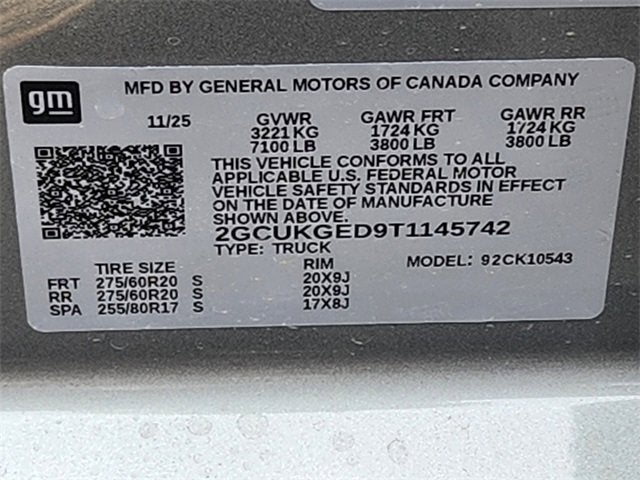 gm
MFD BY GENERAL MOTORS OF CANADA COMPANY
11/25 GVWR GAWR FRT GAWR RR
3221 KG 1724 KG 1724 KG
7100 LB 3800 LB 3800 LB
THIS VEHICLE CONFORMS TO ALL
APPLICABLE U.S. FEDERAL MOTOR
VEHICLE SAFETY STANDARDS IN EFFECT
ON THE DATE OF MANUFACTURE
SHOWN ABOVE.
2GCUKGED9T1145742
TYPE: TRUCK MODEL: 92CK10543
TIRE SIZE RIM
FRT 275/60R20 S 20X9J
RR 275/60R20 S 20X9J
SPA 255/80R17 S 17X8J